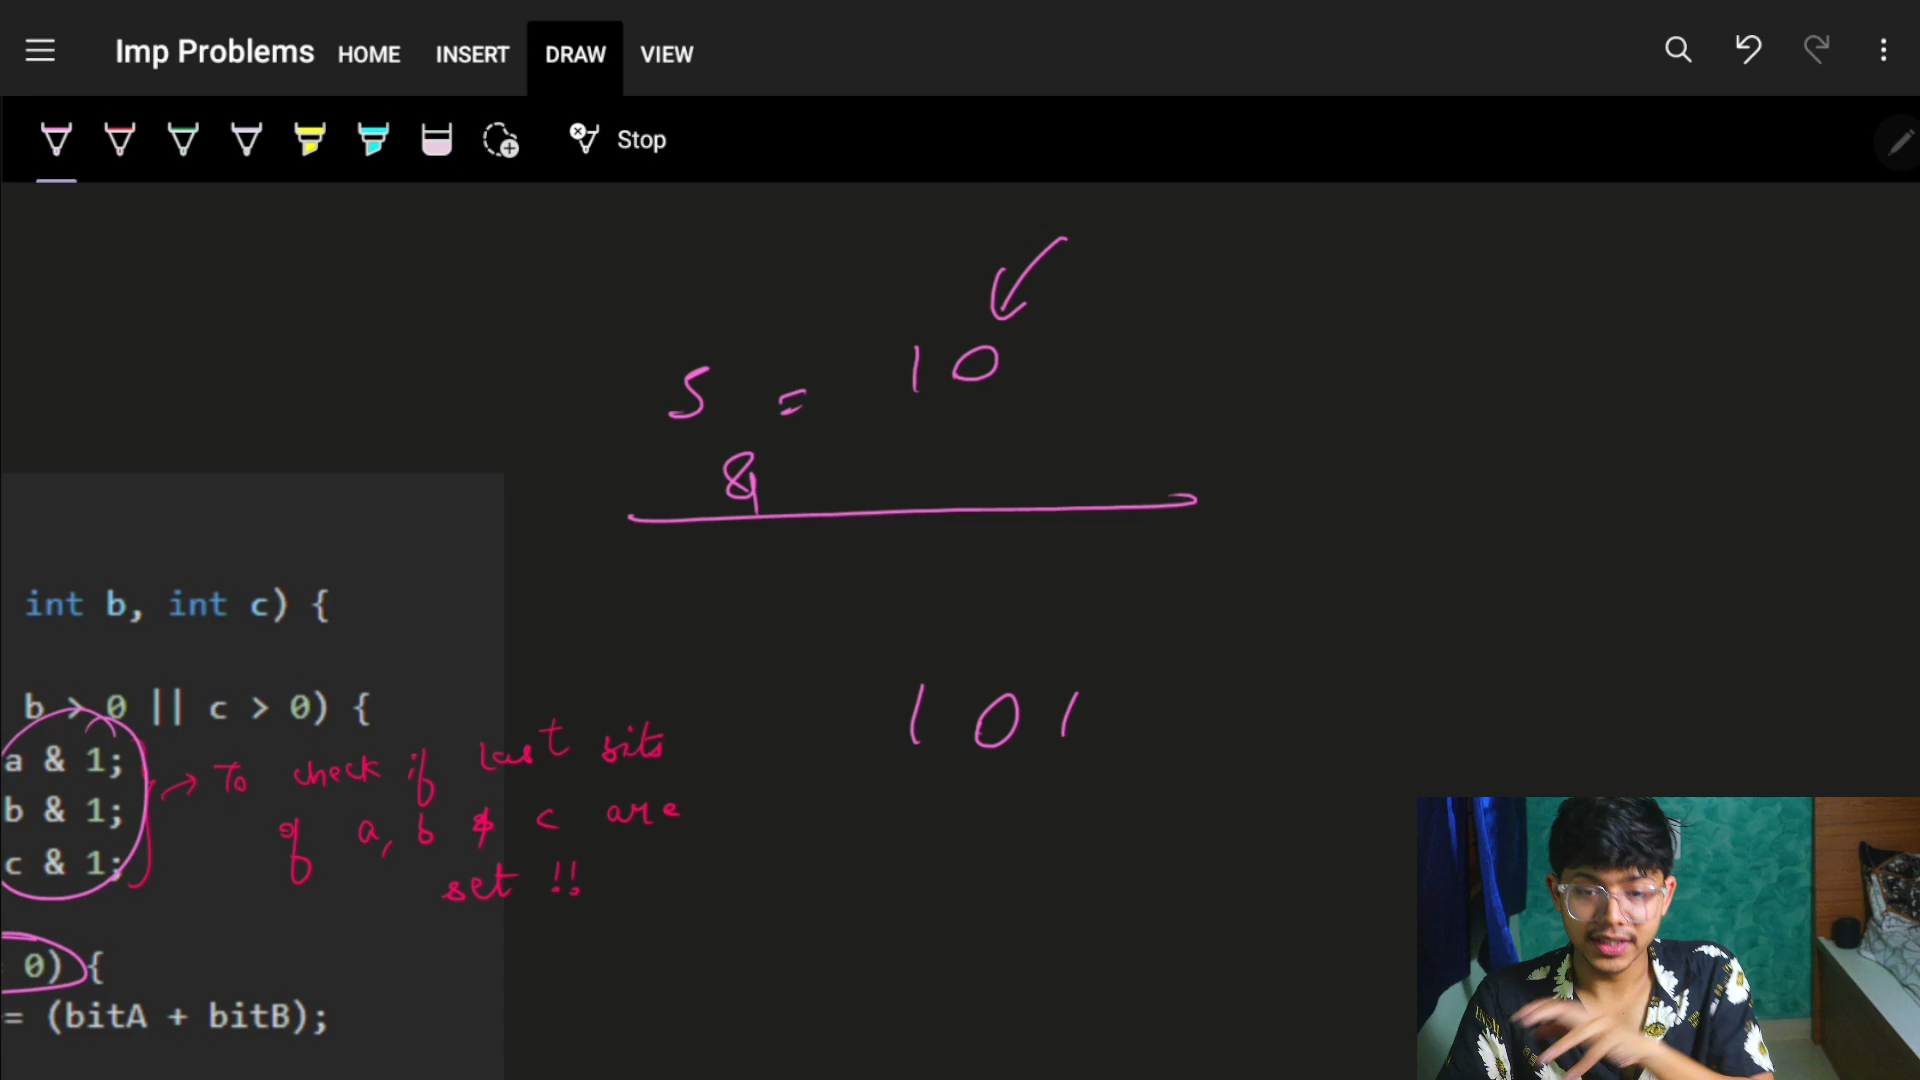 Imp Problems HOME INSERT DRAW VIEW
Stop
5 = 10
&
101
int b, int c) {
b > 0 || c > 0) {
a & 1;
b & 1;
c & 1;
→ To check if last bits
of a, b & c are
set !!
0) {
= (bitA + bitB);